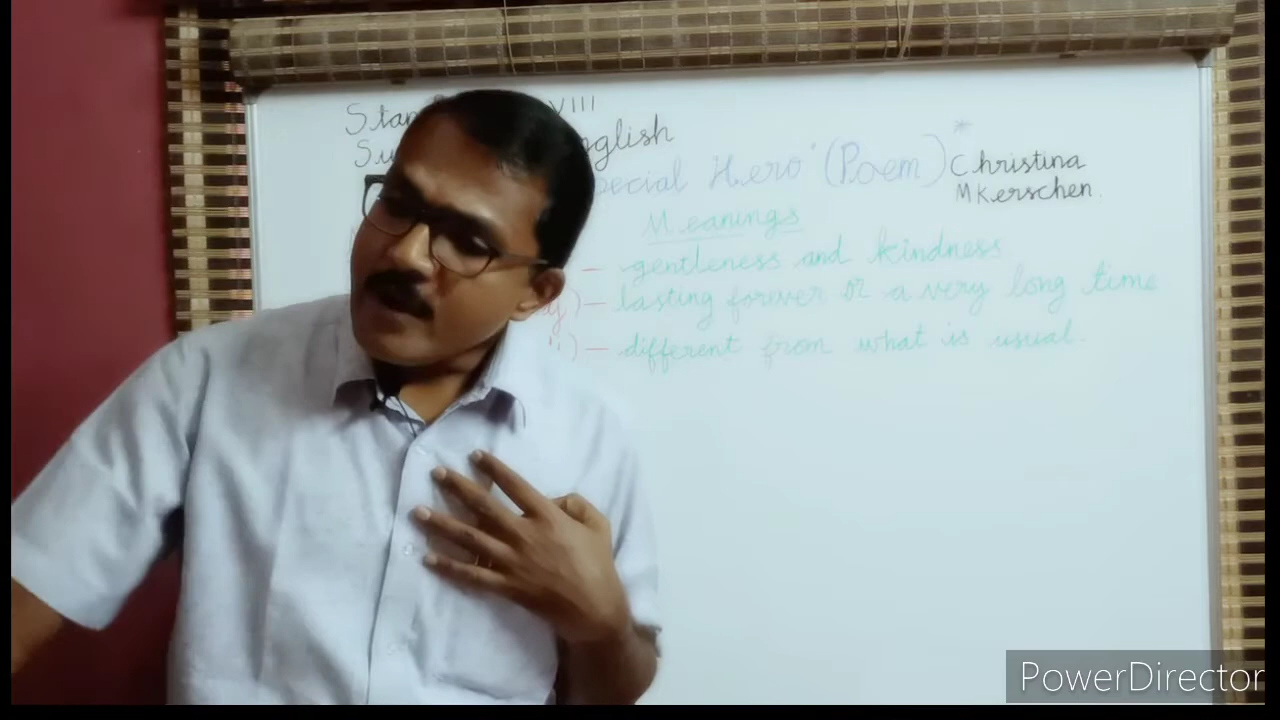 Stan VIII
Su nglish
pecial Hero' (Poem) *
Christina
M Kerschen.
Meanings
– gentleness and kindness
y) – lasting forever or a very long time
) – different from what is usual.
PowerDirector